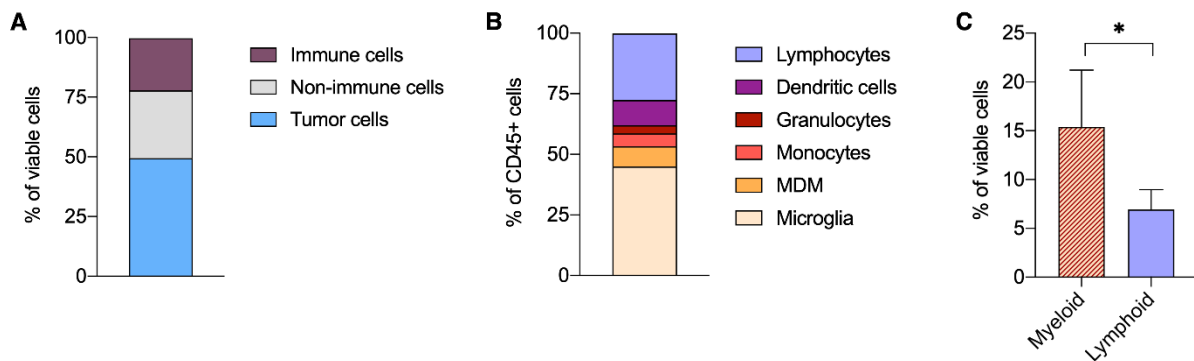 A
% of viable cells
100
75
50
25
0
Immune cells
Non-immune cells
Tumor cells
B
% of CD45+ cells
100
75
50
25
0
Lymphocytes
Dendritic cells
Granulocytes
Monocytes
MDM
Microglia
C
% of viable cells
25
20
15
10
5
0
*
Myeloid
Lymphoid